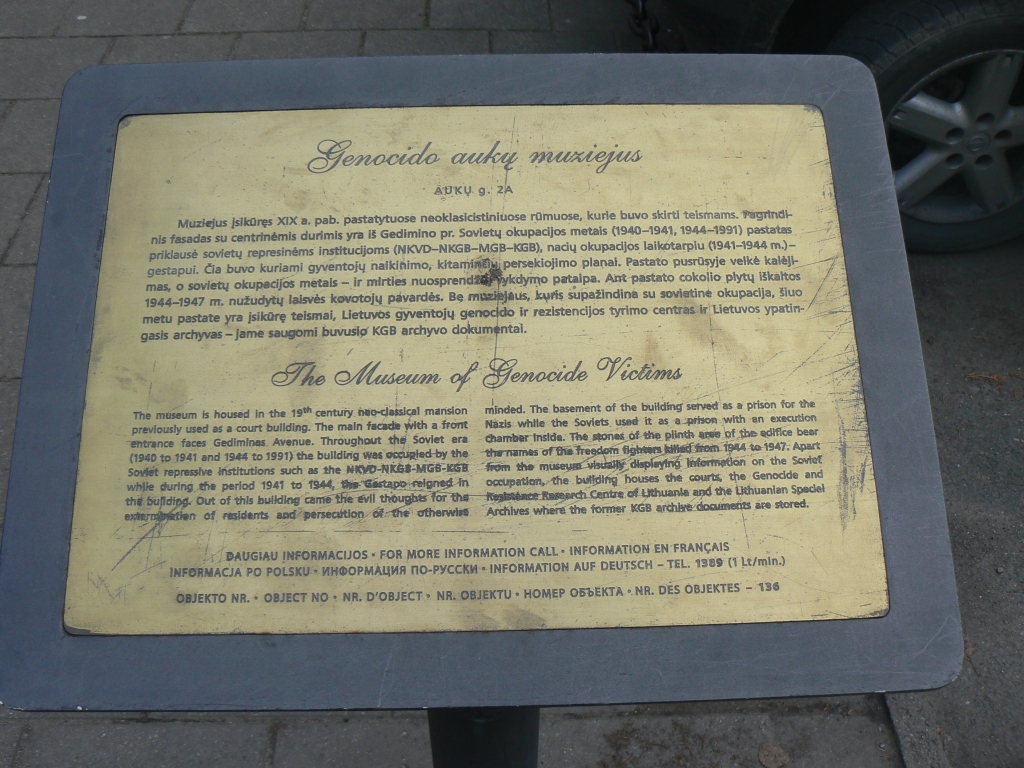 Genocido aukų muziejus
AUKŲ g. 2A
Muziejus įsikūręs XIX a. pab. pastatytuose neoklasicistiniuose rūmuose, kurie buvo skirti teismams. Pagrindi-
nis fasadas su centrinėmis durimis yra iš Gedimino pr. Sovietų okupacijos metais (1940–1941, 1944–1991) pastatas
priklausė sovietų represinėms institucijoms (NKVD–NKGB–MGB–KGB), nacių okupacijos laikotarpiu (1941–1944 m.)–
gestapui. Čia buvo kuriami gyventojų naikinimo, kitaminčių persekiojimo planai. Pastato pusrūsyje veikė kalėji-
mas, o sovietų okupacijos metais – ir mirties nuosprendžių vykdymo patalpa. Ant pastato cokolio plytų iškaltos
1944–1947 m. nužudytų laisvės kovotojų pavardės. Be muziejaus, kuris supažindina su sovietine okupacija, šiuo
metu pastate yra įsikūrę teismai, Lietuvos gyventojų genocido ir rezistencijos tyrimo centras ir Lietuvos ypatin-
gasis archyvas – jame saugomi buvusio KGB archyvo dokumentai.
The Museum of Genocide Victims
The museum is housed in the 19th century neo-classical mansion
previously used as a court building. The main facade with a front
entrance faces Gediminas Avenue. Throughout the Soviet era
(1940 to 1941 and 1944 to 1991) the building was occupied by the
Soviet repressive institutions such as the NKVD-NKGB-MGB-KGB
while during the period 1941 to 1944, the Gestapo reigned in
the building. Out of this building came the evil thoughts for the
extermination of residents and persecution of the otherwise
minded. The basement of the building served as a prison for the
Nazis while the Soviets used it as a prison with an execution
chamber inside. The stones of the plinth area of the edifice bear
the names of the freedom fighters killed from 1944 to 1947. Apart
from the museum visually displaying information on the Soviet
occupation, the building houses the courts, the Genocide and
Resistance Research Centre of Lithuania and the Lithuanian Special
Archives where the former KGB archive documents are stored.
DAUGIAU INFORMACIJOS • FOR MORE INFORMATION CALL • INFORMATION EN FRANÇAIS
INFORMACJA PO POLSKU • ИНФОРМАЦИЯ ПО-РУССКИ • INFORMATION AUF DEUTSCH – TEL. 1389 (1 Lt/min.)
OBJEKTO NR. • OBJECT NO • NR. D'OBJECT • NR. OBJEKTU • НОМЕР ОБЪЕКТА • NR. DES OBJEKTES – 136